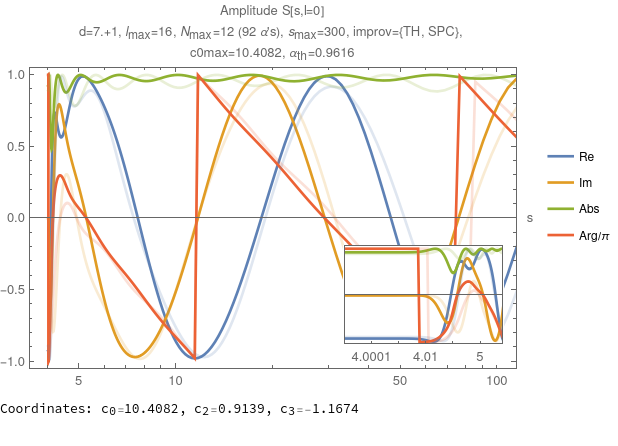 Amplitude S[s,l=0]
d=7.+1, lmax=16, Nmax=12 (92 α's), smax=300, improv={TH, SPC},
c0max=10.4082, αth=0.9616
1.0
0.5
0.0
−0.5
−1.0
5
10
50
100
s
Re
Im
Abs
Arg/π
4.0001
4.01
5
Coordinates: c0=10.4082, c2=0.9139, c3=−1.1674